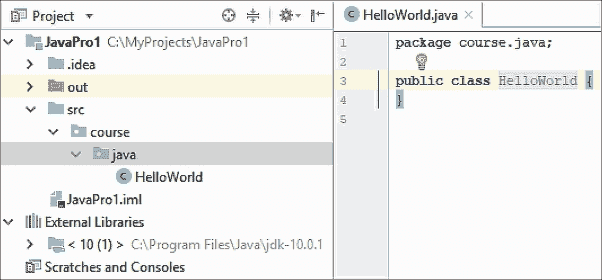 Project
JavaPro1 C:\MyProjects\JavaPro1
.idea
out
src
course
java
C HelloWorld
JavaPro1.iml
External Libraries
< 10 (1) > C:\Program Files\Java\jdk-10.0.1
Scratches and Consoles
C HelloWorld.java
1 package course.java;
2
3 public class HelloWorld {
4 }
5